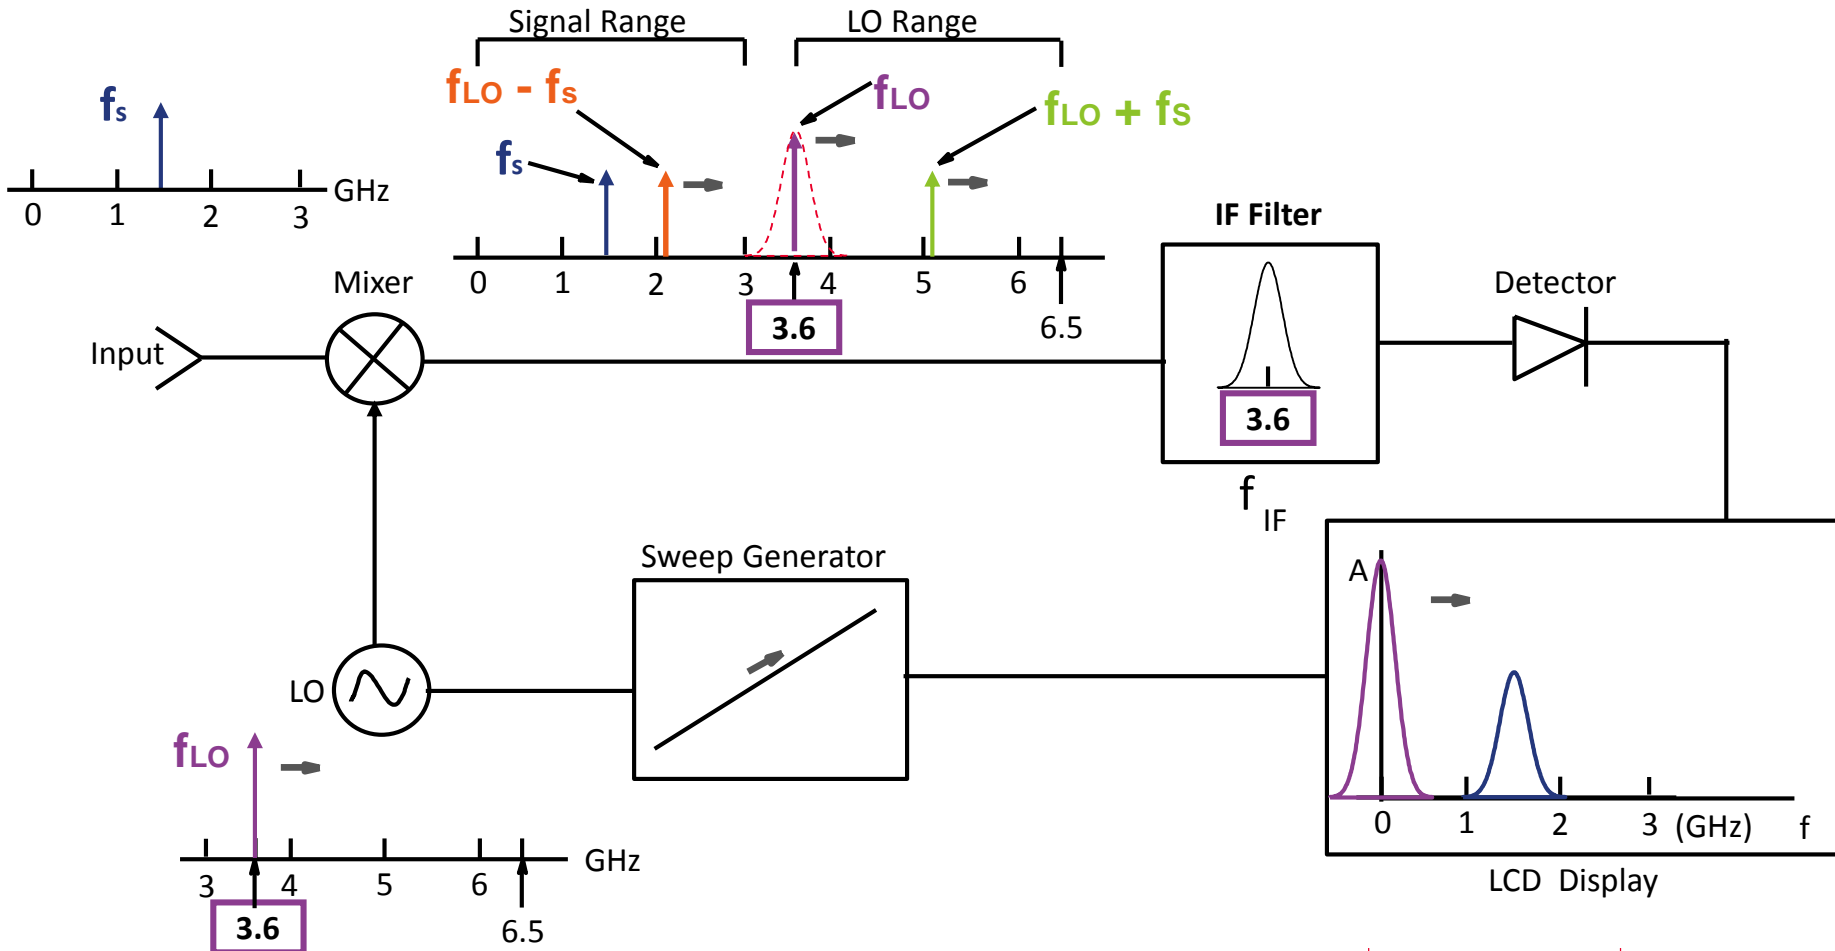 Signal Range
LO Range
fLO - fs
fLO
fLO + fS
fs
fs
GHz
0 1 2 3
0 1 2 3 4 5 6
3.6
6.5
IF Filter
3.6
f IF
Mixer
Input
Detector
Sweep Generator
LO
fLO
GHz
3 4 5 6
3.6
6.5
A
0 1 2 3 (GHz) f
LCD Display